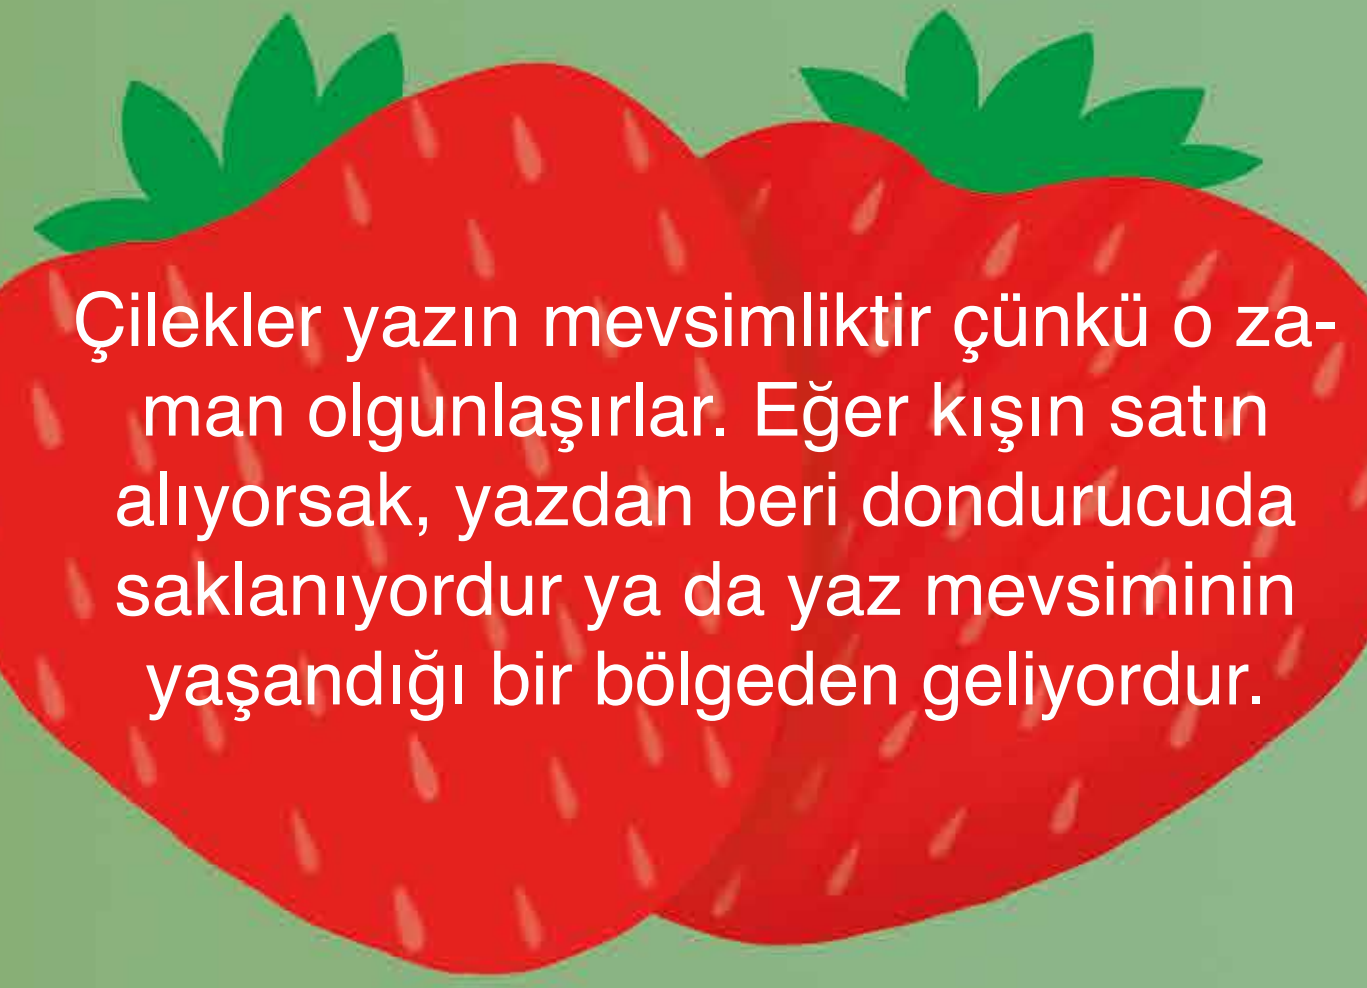 Çilekler yazın mevsimliktir çünkü o za-
man olgunlaşırlar. Eğer kışın satın
alıyorsak, yazdan beri dondurucuda
saklanıyordur ya da yaz mevsiminin
yaşandığı bir bölgeden geliyordur.